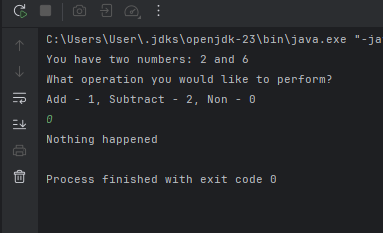 C:\Users\User\.jdks\openjdk-23\bin\java.exe "-ja
You have two numbers: 2 and 6
What operation you would like to perform?
Add - 1, Subtract - 2, Non - 0
0
Nothing happened
Process finished with exit code 0